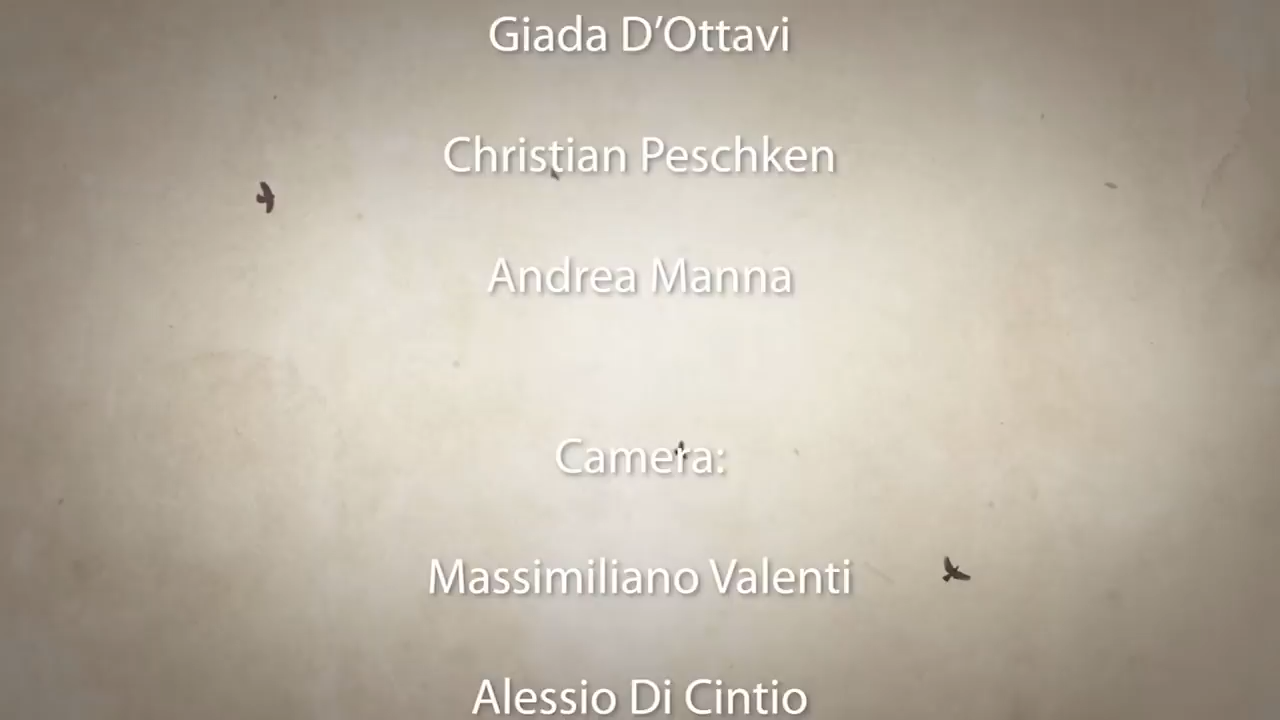 Giada D’Ottavi
Christian Peschken
Andrea Manna
Camera:
Massimiliano Valenti
Alessio Di Cintio